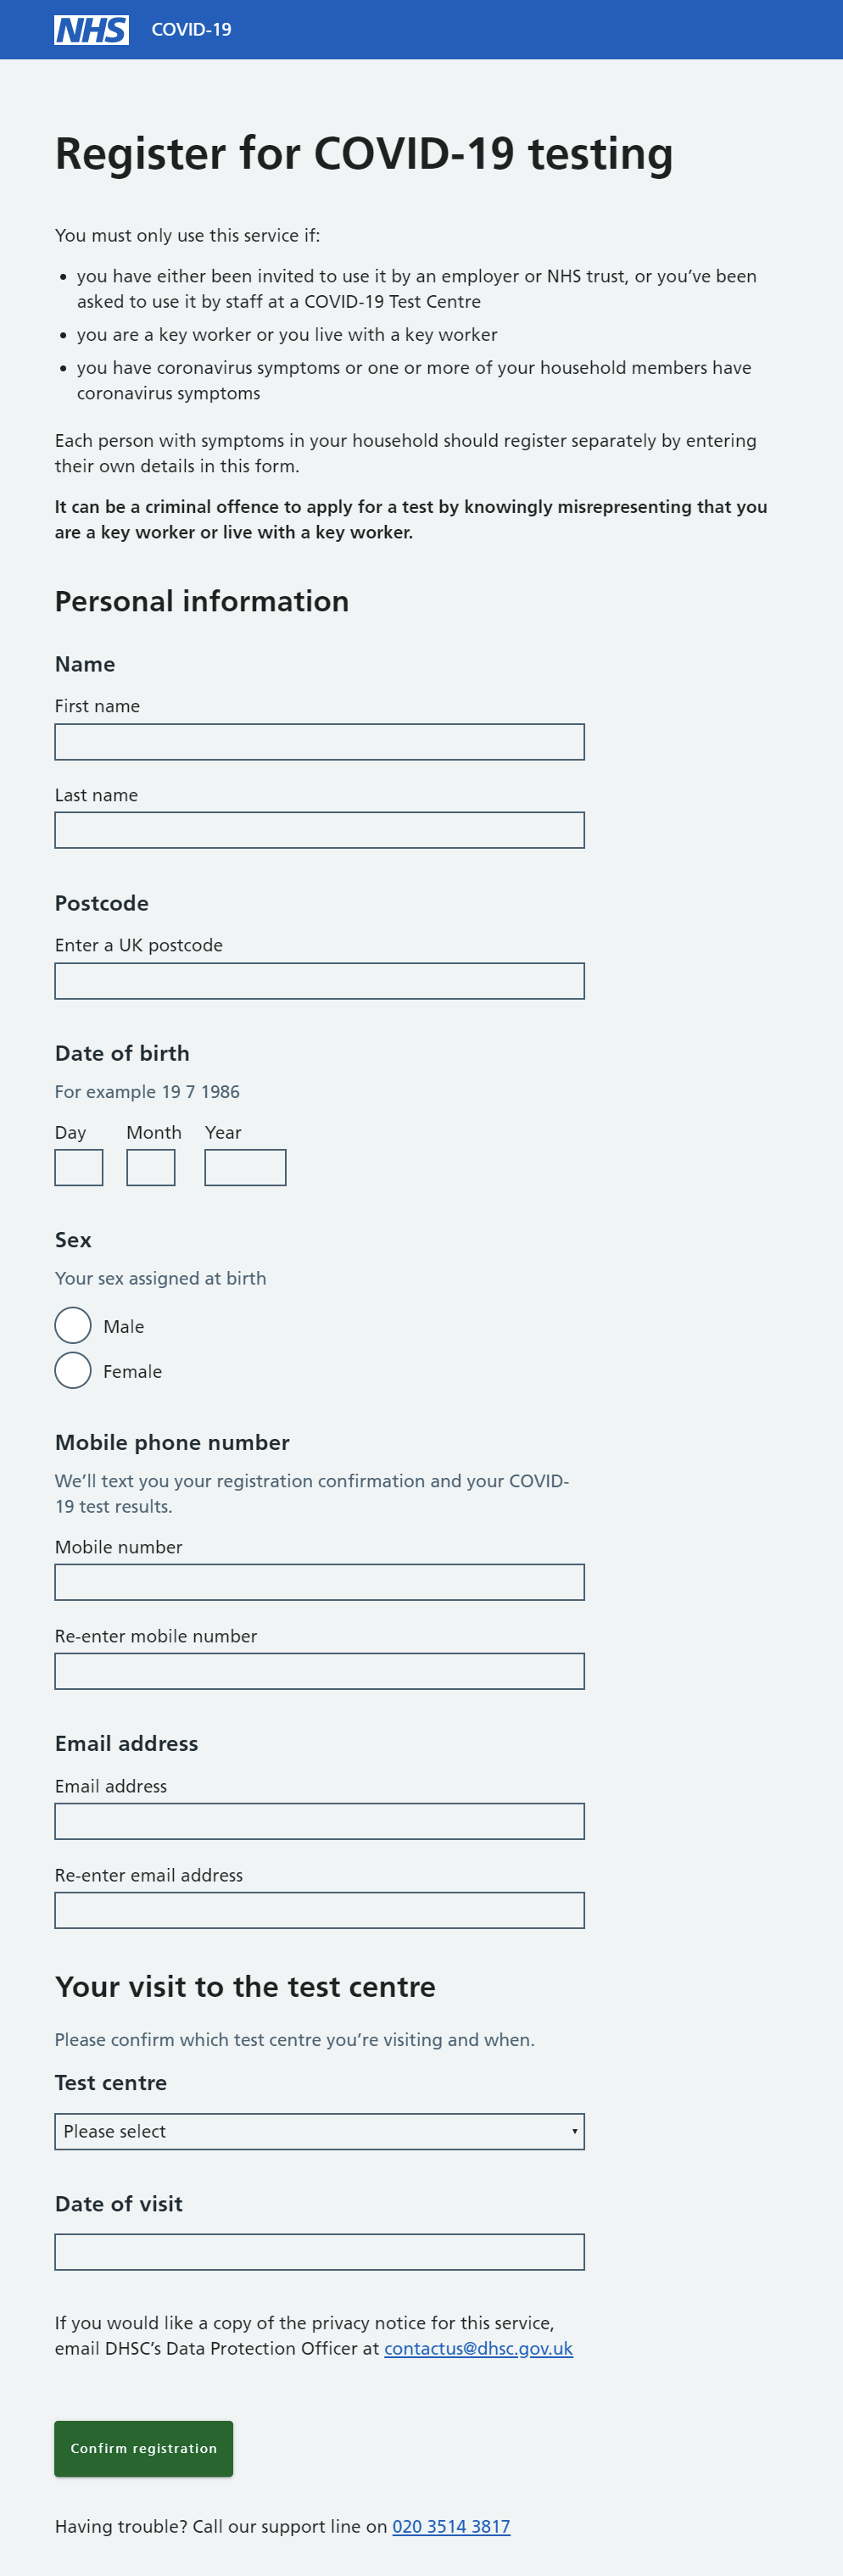 NHS COVID-19
Register for COVID-19 testing
You must only use this service if:
• you have either been invited to use it by an employer or NHS trust, or you’ve been
asked to use it by staff at a COVID-19 Test Centre
• you are a key worker or you live with a key worker
• you have coronavirus symptoms or one or more of your household members have
coronavirus symptoms
Each person with symptoms in your household should register separately by entering
their own details in this form.
It can be a criminal offence to apply for a test by knowingly misrepresenting that you
are a key worker or live with a key worker.
Personal information
Name
First name
Last name
Postcode
Enter a UK postcode
Date of birth
For example 19 7 1986
Day Month Year
Sex
Your sex assigned at birth
Male
Female
Mobile phone number
We’ll text you your registration confirmation and your COVID-
19 test results.
Mobile number
Re-enter mobile number
Email address
Email address
Re-enter email address
Your visit to the test centre
Please confirm which test centre you’re visiting and when.
Test centre
Please select
Date of visit
If you would like a copy of the privacy notice for this service,
email DHSC’s Data Protection Officer at contactus@dhsc.gov.uk
Confirm registration
Having trouble? Call our support line on 020 3514 3817